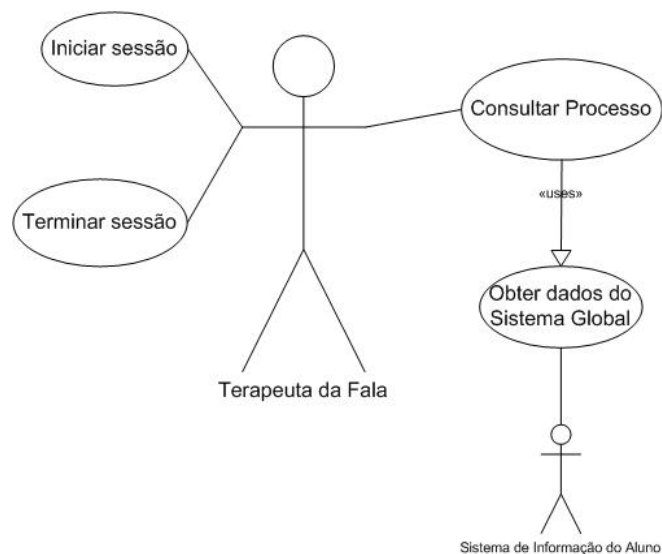 Iniciar sessão
Consultar Processo
Terminar sessão
«uses»
Obter dados do
Sistema Global
Terapeuta da Fala
Sistema de Informação do Aluno